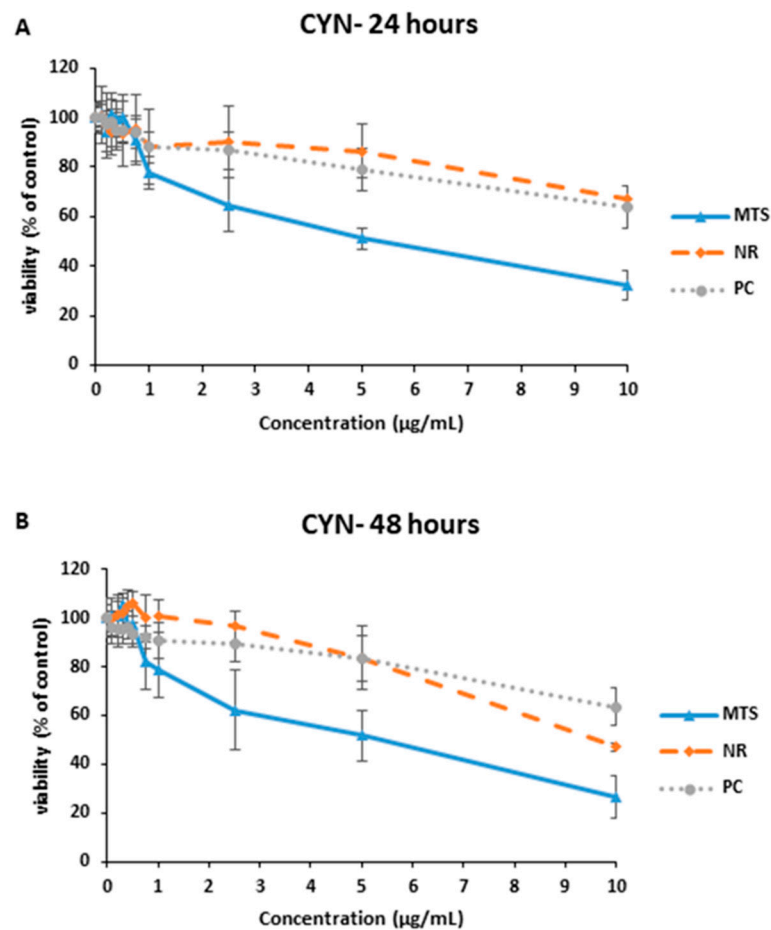 A
CYN- 24 hours
120
100
80
60
40
20
0
viability (% of control)
0 1 2 3 4 5 6 7 8 9 10
Concentration (µg/mL)
MTS
NR
PC
B
CYN- 48 hours
120
100
80
60
40
20
0
viability (% of control)
0 1 2 3 4 5 6 7 8 9 10
Concentration (µg/mL)
MTS
NR
PC